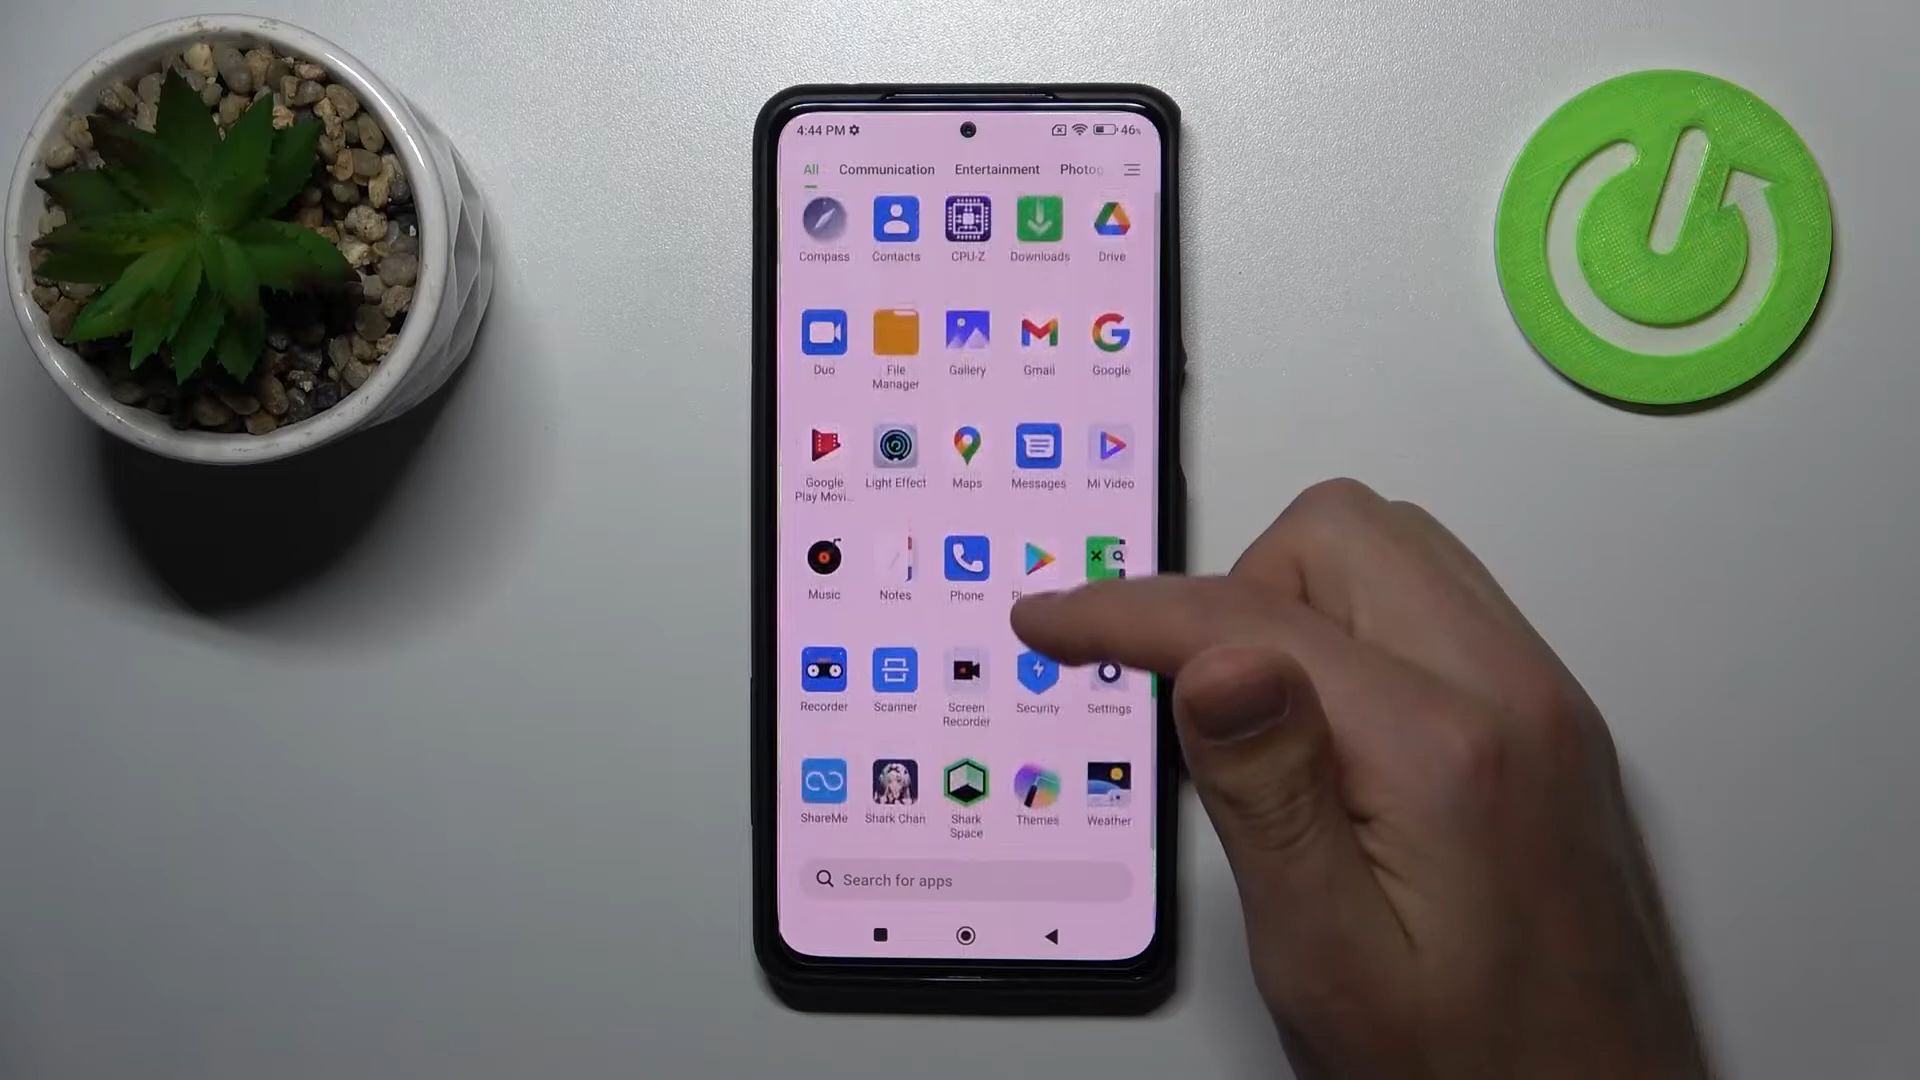 4:44 PM 46%
All Communication Entertainment Photog
Compass Contacts CPU-Z Downloads Drive
Duo File Manager Gallery Gmail Google
Google Play Movi... Light Effect Maps Messages Mi Video
Music Notes Phone
Recorder Scanner Screen Recorder Security Settings
ShareMe Shark Chan Shark Space Themes Weather
Search for apps